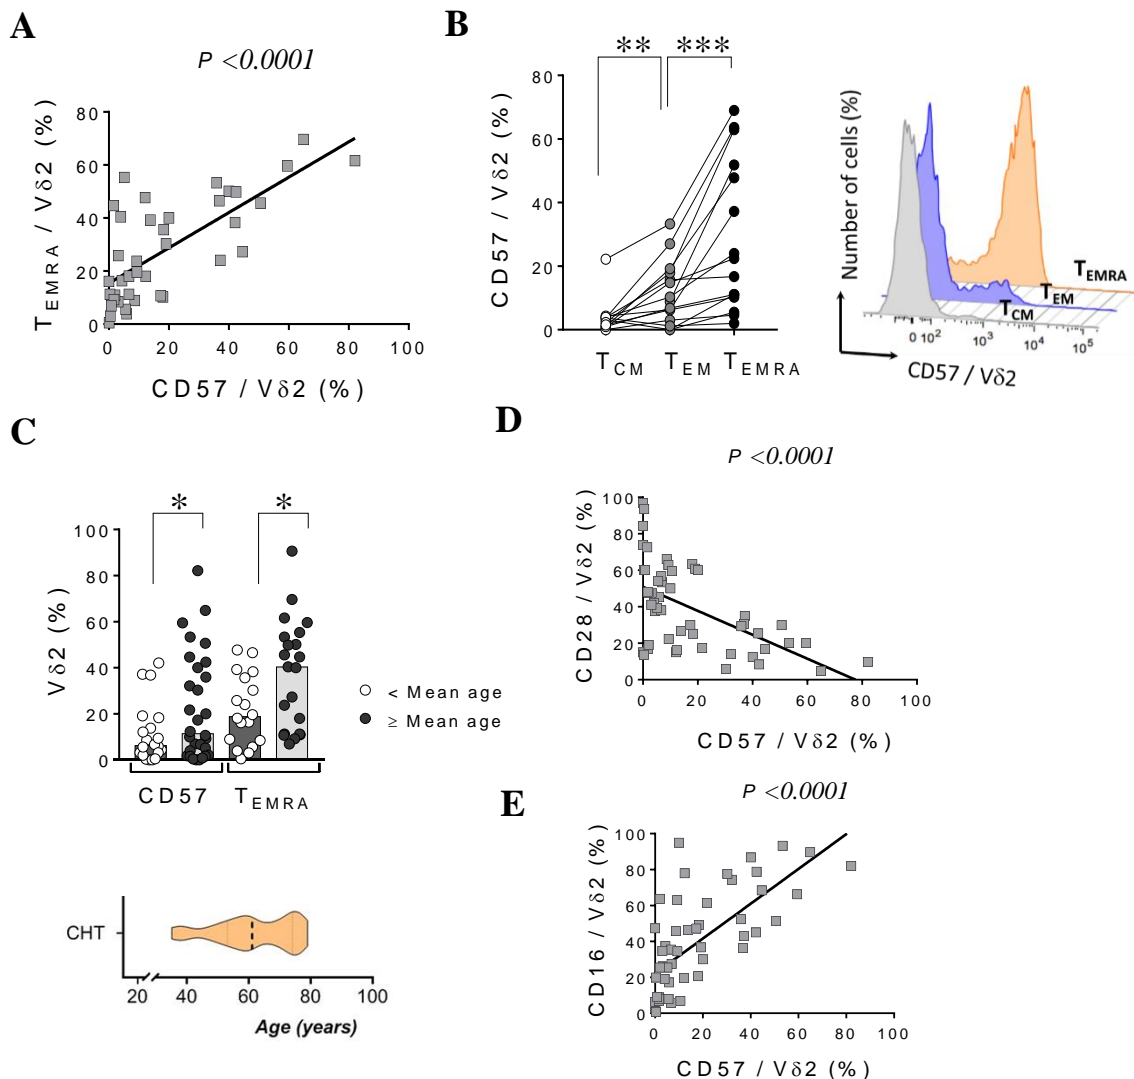 A
P <0.0001
TEMRA / Vδ2 (%)
80
60
40
20
0
0 20 40 60 80 100
CD57 / Vδ2 (%)
B
** ***
CD57 / Vδ2 (%)
80
60
40
20
0
TCM TEM TEMRA
Number of cells (%)
TEMRA
TEM
TCM
0 10² 10³ 10⁴ 10⁵
CD57 / Vδ2
C
* *
Vδ2 (%)
100
80
60
40
20
0
CD57 TEMRA
< Mean age
≥ Mean age
CHT
20 40 60 80 100
Age (years)
D
P <0.0001
CD28 / Vδ2 (%)
100
80
60
40
20
0
0 20 40 60 80 100
CD57 / Vδ2 (%)
E
P <0.0001
CD16 / Vδ2 (%)
100
80
60
40
20
0
0 20 40 60 80 100
CD57 / Vδ2 (%)